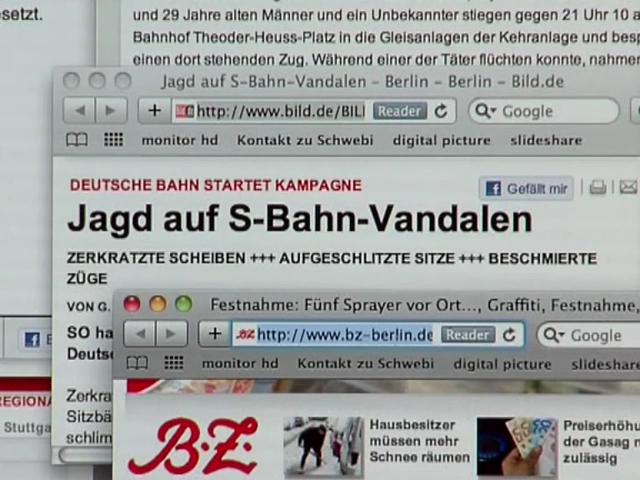 setzt.
und 29 Jahre alten Männer und ein Unbekannter stiegen gegen 21 Uhr 10 a
Bahnhof Theoder-Heuss-Platz in die Gleisanlagen der Kehranlage und besp
einen dort stehenden Zug. Während einer der Täter flüchten konnte, nahmen
Jagd auf S-Bahn-Vandalen – Berlin – Berlin – Bild.de
http://www.bild.de/BIL Reader Google
monitor hd Kontakt zu Schwebi digital picture slideshare
DEUTSCHE BAHN STARTET KAMPAGNE
Gefällt mir
Jagd auf S-Bahn-Vandalen
ZERKRATZTE SCHEIBEN +++ AUFGESCHLITZTE SITZE +++ BESCHMIERTE
ZÜGE
VON G.
Festnahme: Fünf Sprayer vor Ort..., Graffiti, Festnahme,
SO ha
http://www.bz-berlin.de Reader Google
Deuts
monitor hd Kontakt zu Schwebi digital picture slideshare
REGIONA
Zerkra
Stuttga
Sitzbä
schlim
B.Z.
Hausbesitzer
müssen mehr
Schnee räumen
Preiserhöhu
der Gasag n
zulässig